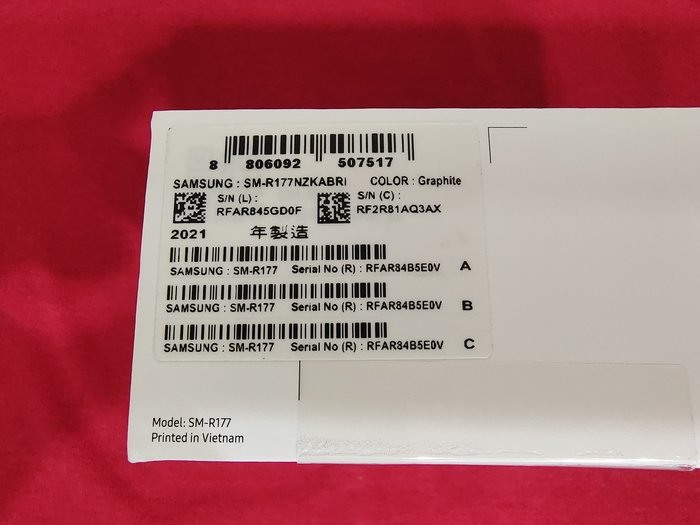 8 806092 507517
SAMSUNG : SM-R177NZKABRI COLOR : Graphite
S/N (L) : S/N (C) :
RFAR845GD0F RF2R81AQ3AX
2021 年製造
SAMSUNG : SM-R177 Serial No (R) : RFAR84B5E0V A
SAMSUNG : SM-R177 Serial No (R) : RFAR84B5E0V B
SAMSUNG : SM-R177 Serial No (R) : RFAR84B5E0V C
Model: SM-R177
Printed in Vietnam